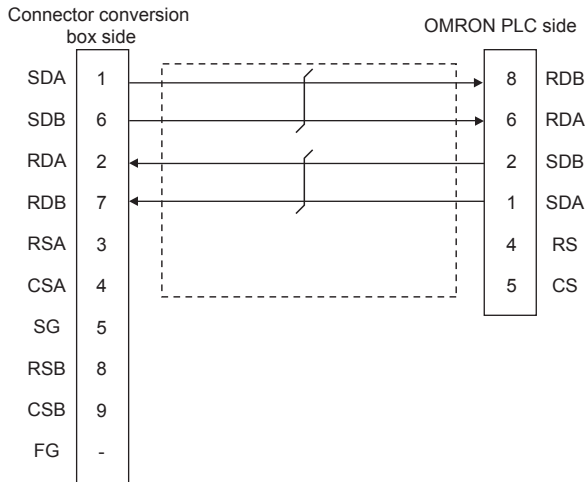 Connector conversion
box side
OMRON PLC side
SDA 1 8 RDB
SDB 6 6 RDA
RDA 2 2 SDB
RDB 7 1 SDA
RSA 3 4 RS
CSA 4 5 CS
SG 5
RSB 8
CSB 9
FG -